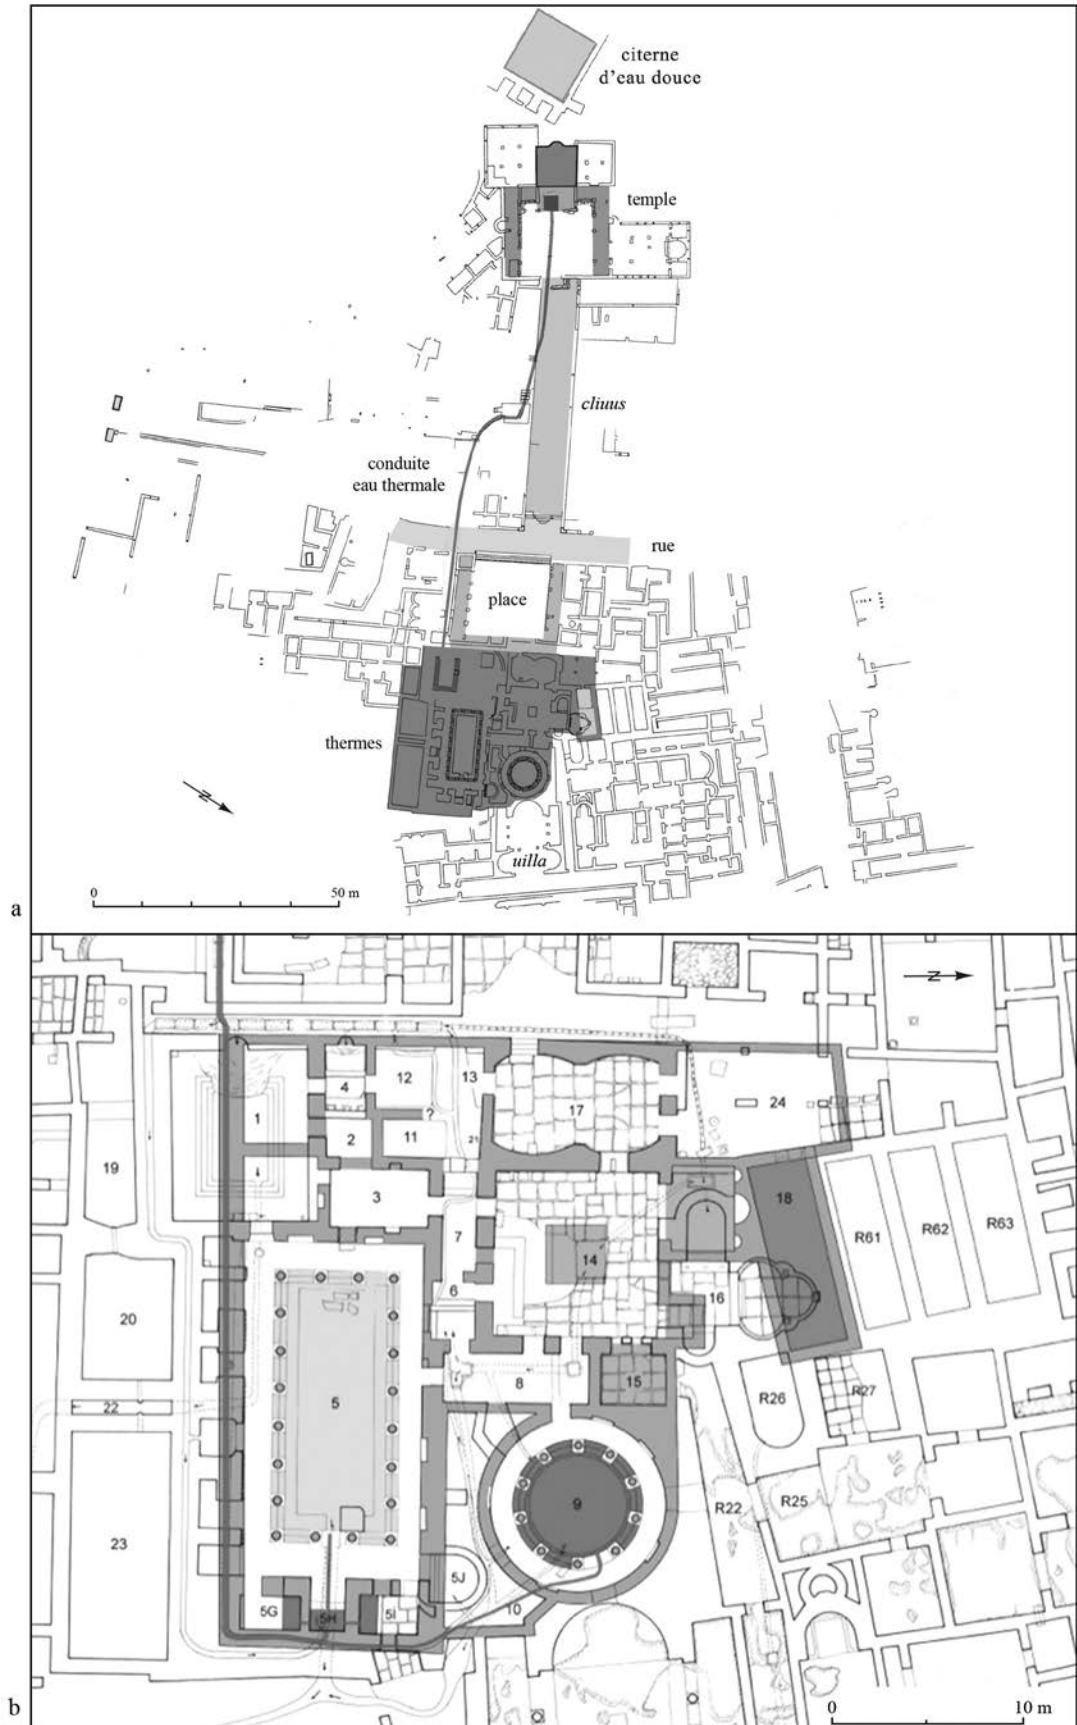 citerne
d'eau douce
temple
cliuus
conduite
eau thermale
rue
place
thermes
N
uilla
0 50 m
a
N
4
12
13
1
17
24
2
11
21
?
19
18
3
R61
R62
R63
7
14
6
16
20
8
15
R26
R27
22
5
9
R22
R25
23
5J
5G
5H
5I
10
b
0 10 m